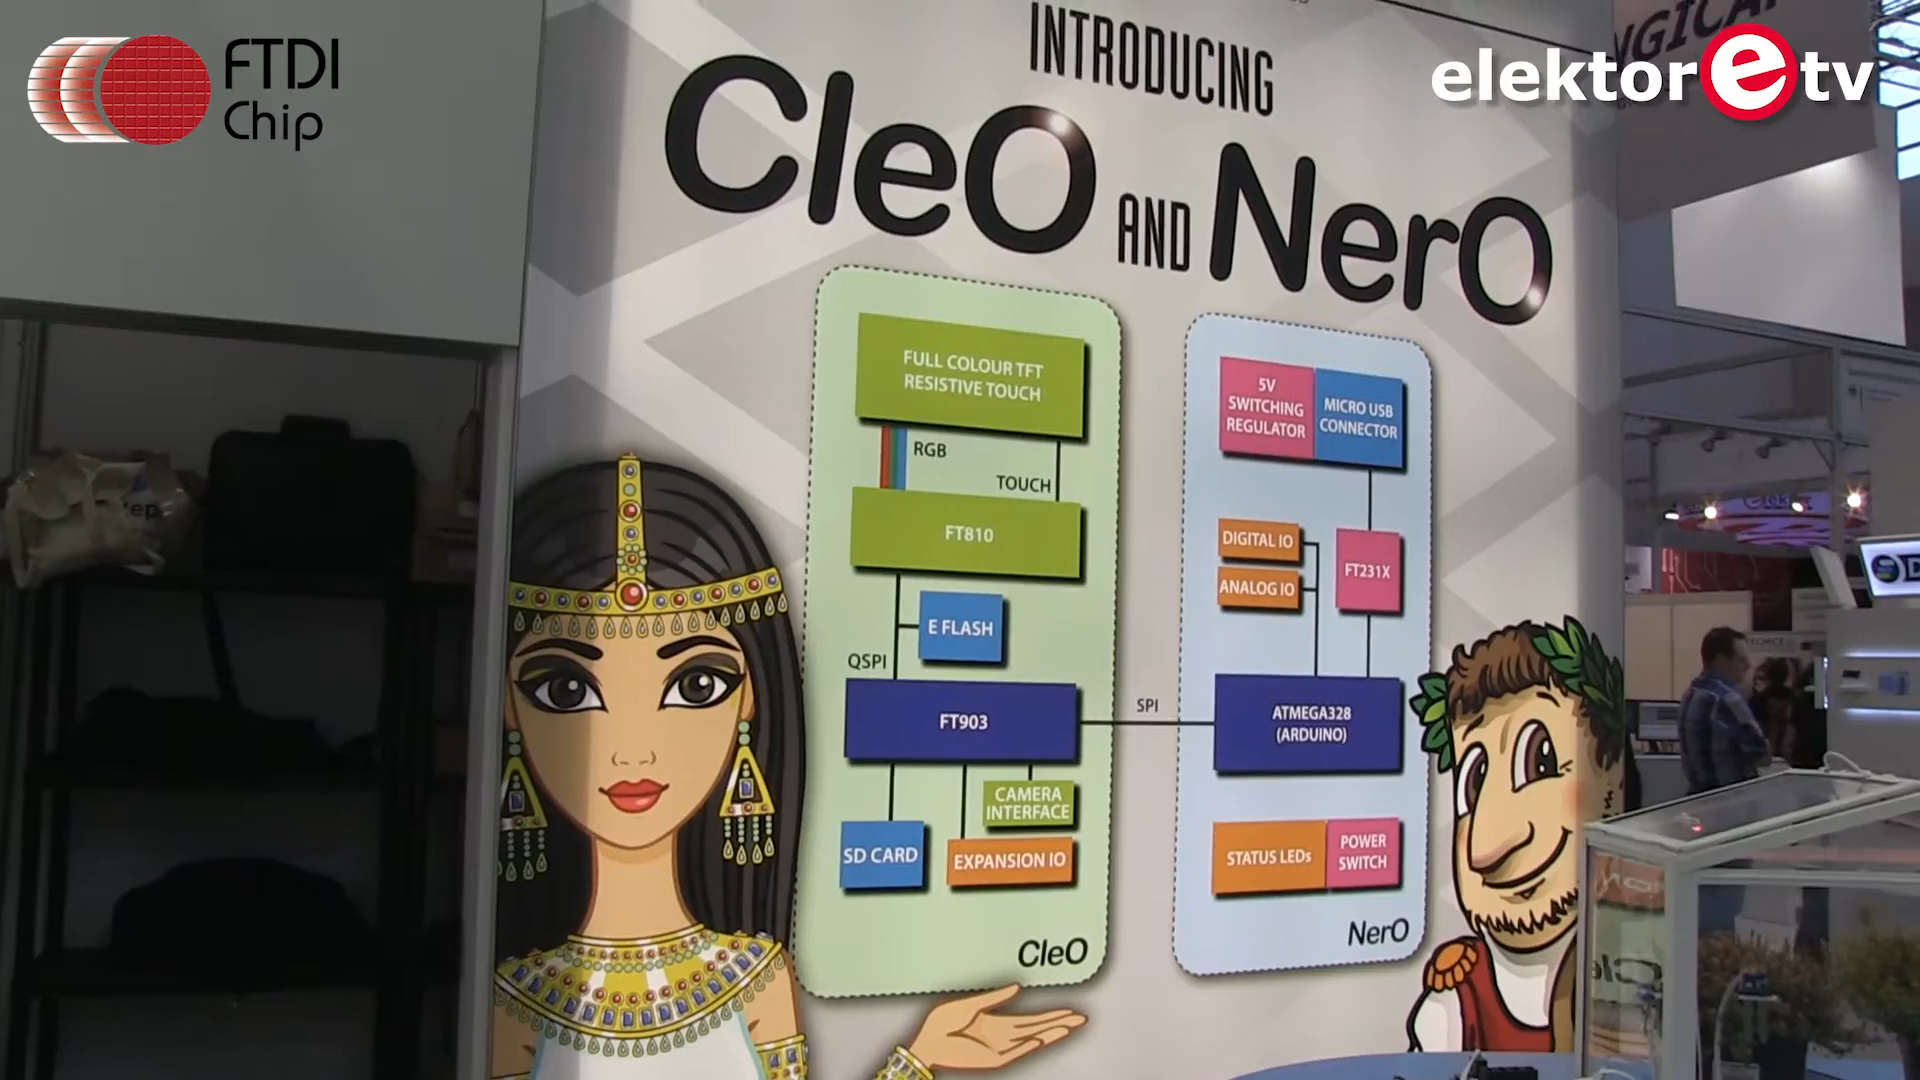 FTDI
Chip
elektor e tv
INTRODUCING
CleO AND NerO
FULL COLOUR TFT
RESISTIVE TOUCH
RGB
TOUCH
FT810
E FLASH
QSPI
FT903
SD CARD
CAMERA
INTERFACE
EXPANSION IO
CleO
SPI
5V
SWITCHING
REGULATOR
MICRO USB
CONNECTOR
DIGITAL IO
ANALOG IO
FT231X
ATMEGA328
(ARDUINO)
STATUS LEDs
POWER
SWITCH
NerO